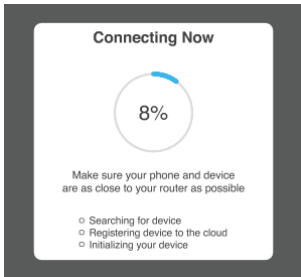 Connecting Now
8%
Make sure your phone and device
are as close to your router as possible
Searching for device
Registering device to the cloud
Initializing your device